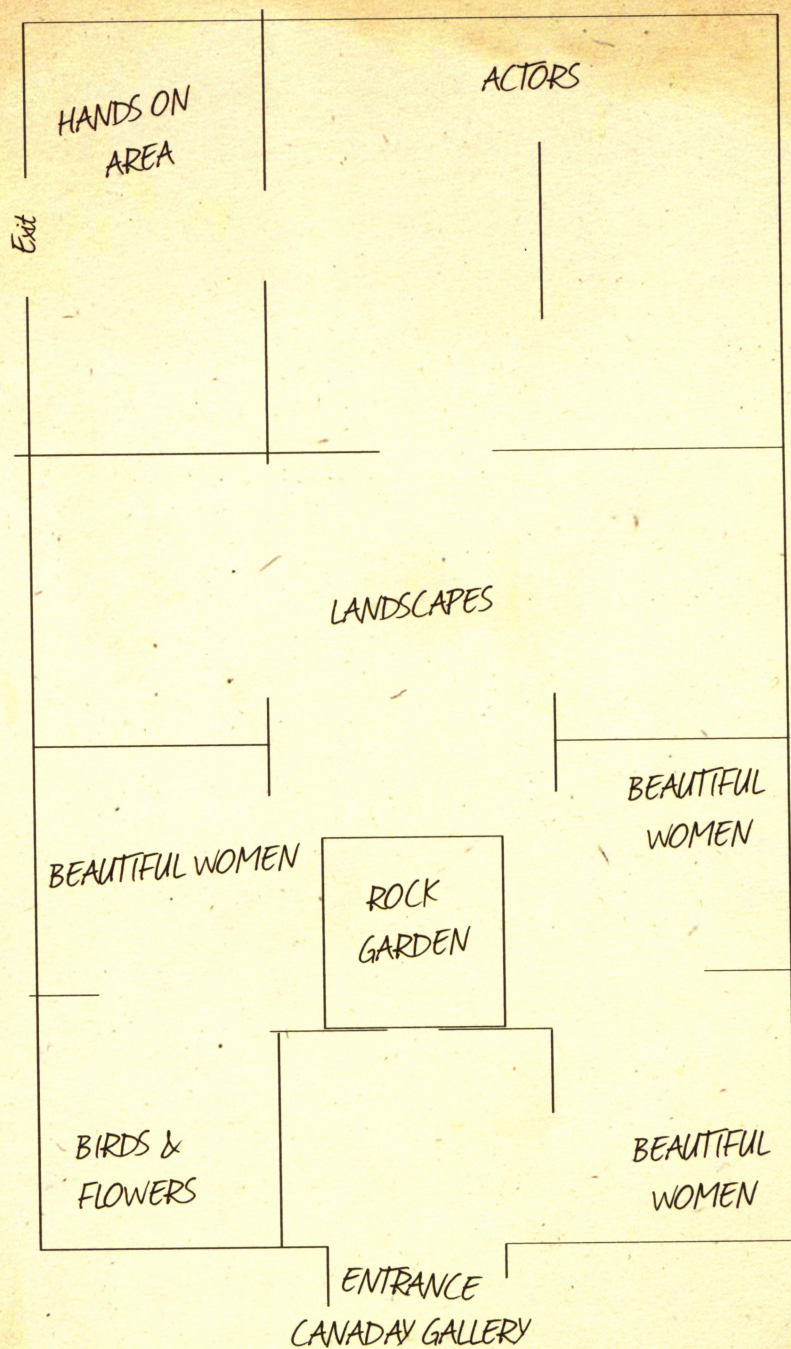 HANDS ON
AREA
ACTORS
Exit
LANDSCAPES
BEAUTIFUL WOMEN
BEAUTIFUL
WOMEN
ROCK
GARDEN
BIRDS &
FLOWERS
BEAUTIFUL
WOMEN
ENTRANCE
CANADAY GALLERY